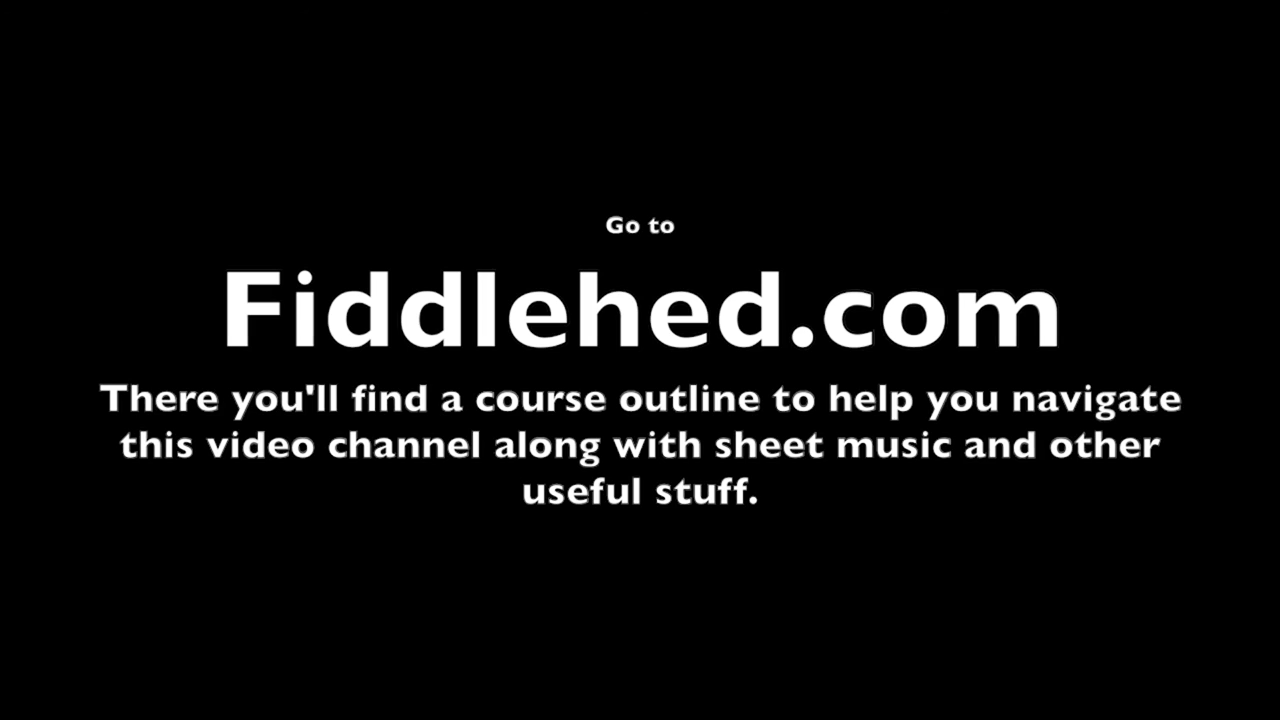 Go to
Fiddlehed.com
There you'll find a course outline to help you navigate
this video channel along with sheet music and other
useful stuff.